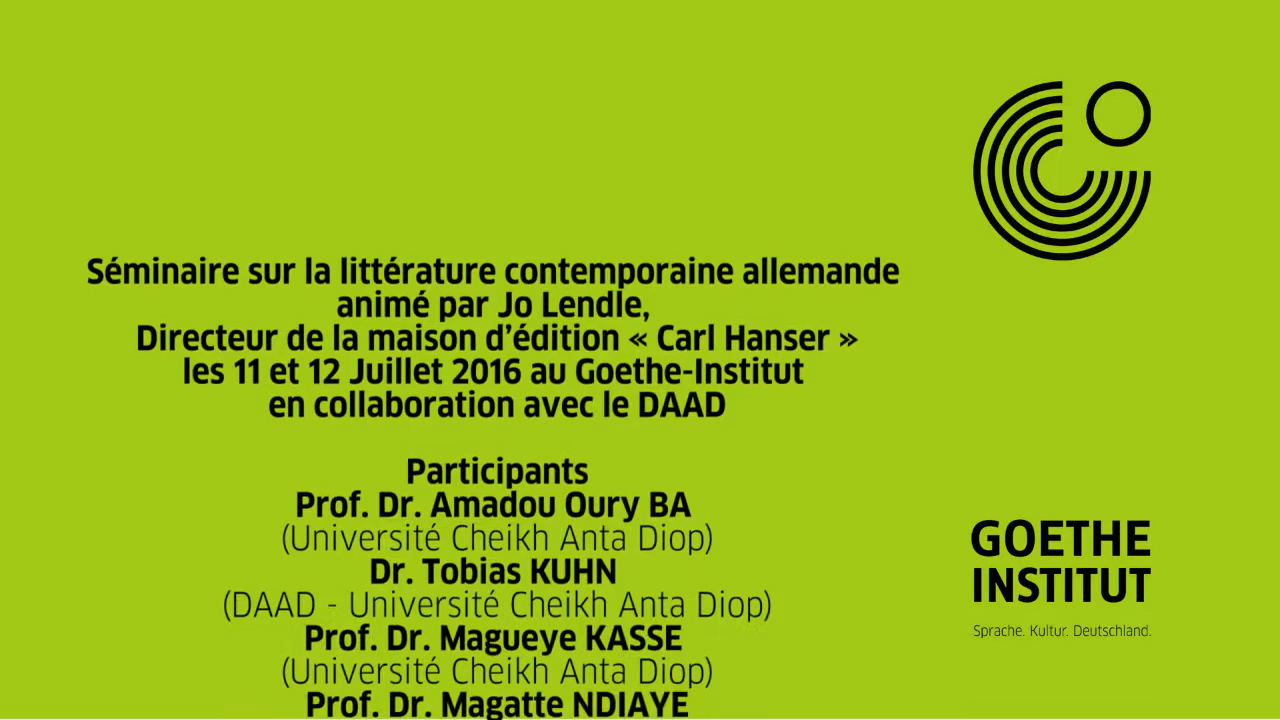 Séminaire sur la littérature contemporaine allemande
animé par Jo Lendle,
Directeur de la maison d'édition « Carl Hanser »
les 11 et 12 Juillet 2016 au Goethe-Institut
en collaboration avec le DAAD
Participants
Prof. Dr. Amadou Oury BA
(Université Cheikh Anta Diop)
Dr. Tobias KUHN
(DAAD - Université Cheikh Anta Diop)
Prof. Dr. Magueye KASSE
(Université Cheikh Anta Diop)
Prof. Dr. Magatte NDIAYE
GOETHE
INSTITUT
Sprache. Kultur. Deutschland.